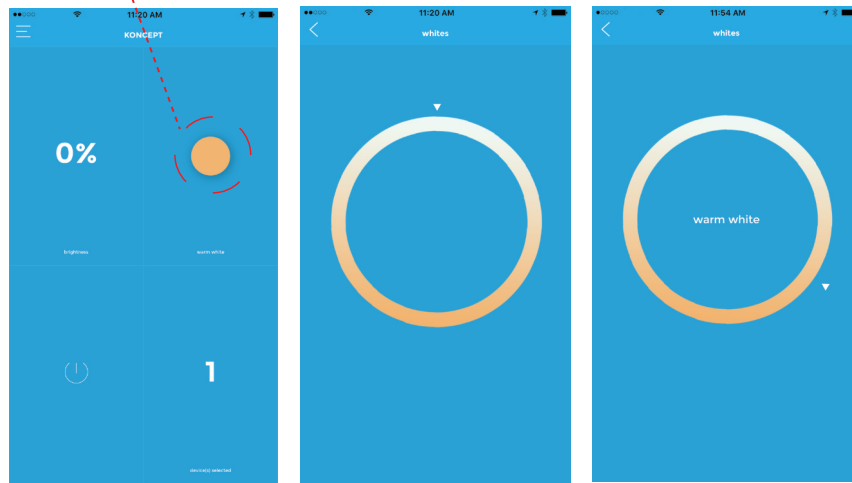 11:20 AM
KONCEPT
0%
brightness
warm white
1
device(s) selected
11:20 AM
whites
11:54 AM
whites
warm white